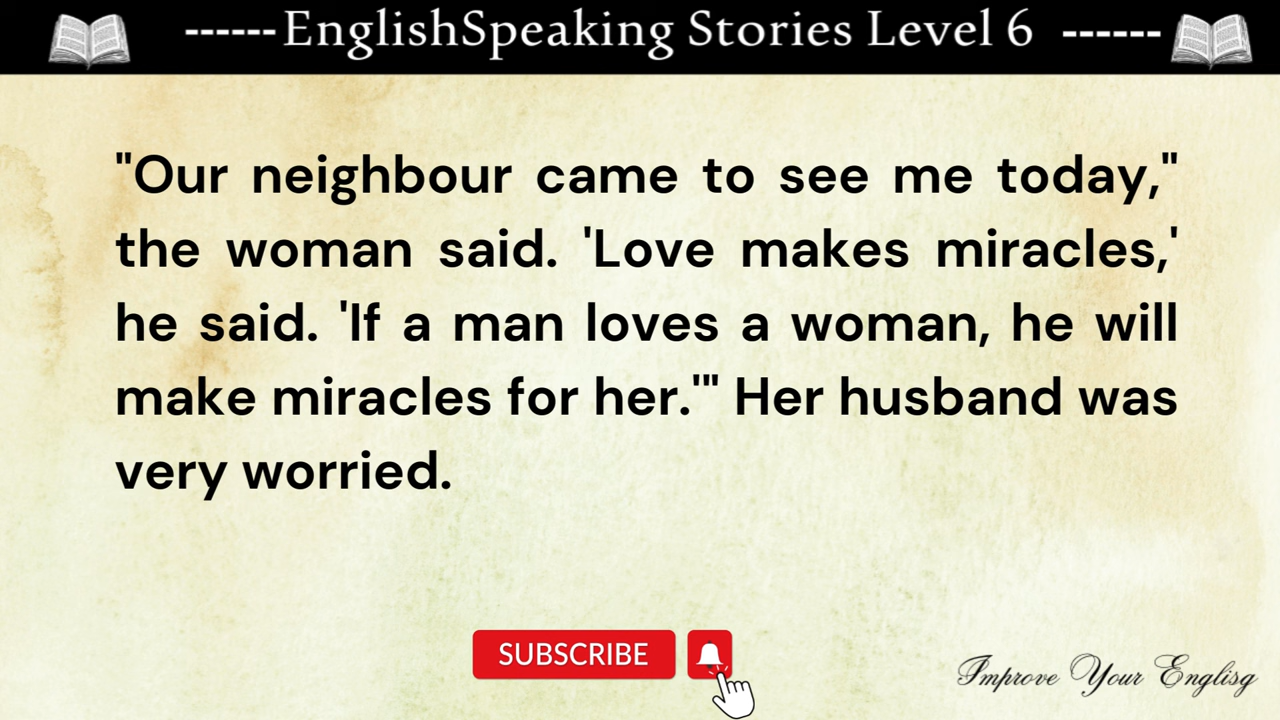 ------EnglishSpeaking Stories Level 6 ------
"Our neighbour came to see me today,"
the woman said. 'Love makes miracles,'
he said. 'If a man loves a woman, he will
make miracles for her.'" Her husband was
very worried.
SUBSCRIBE
Improve Your Englisg